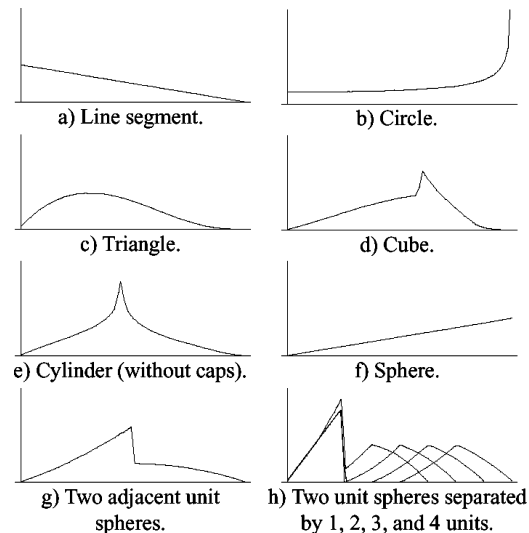 a) Line segment.
b) Circle.
c) Triangle.
d) Cube.
e) Cylinder (without caps).
f) Sphere.
g) Two adjacent unit
spheres.
h) Two unit spheres separated
by 1, 2, 3, and 4 units.